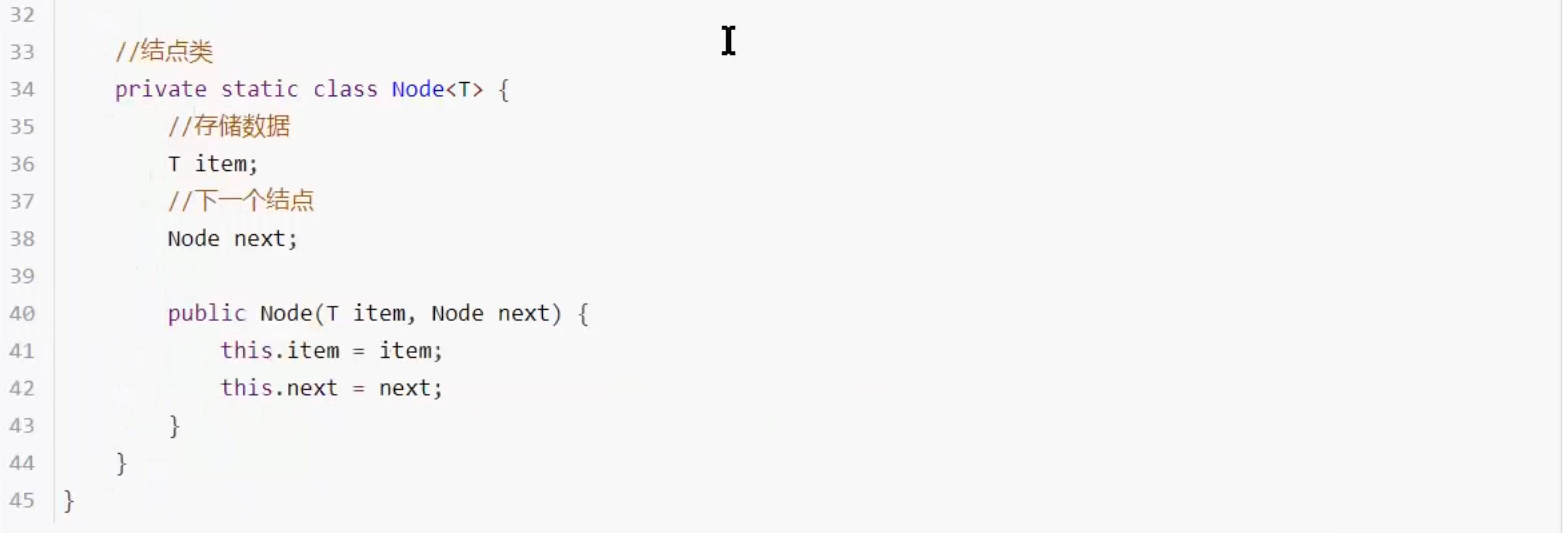 32
33 //结点类
34 private static class Node<T> {
35 //存储数据
36 T item;
37 //下一个结点
38 Node next;
39
40 public Node(T item, Node next) {
41 this.item = item;
42 this.next = next;
43 }
44 }
45 }